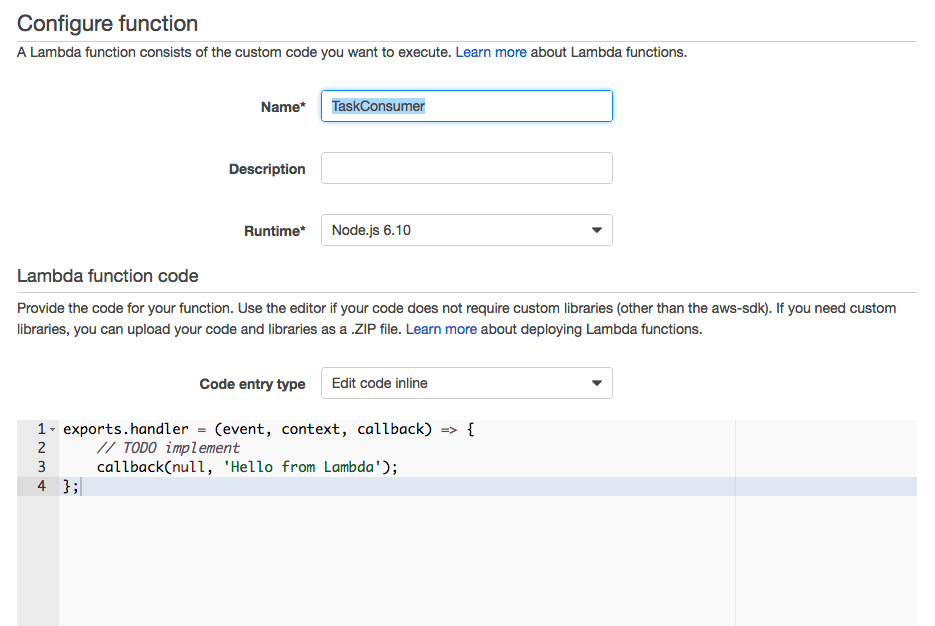 Configure function
A Lambda function consists of the custom code you want to execute. Learn more about Lambda functions.
Name* TaskConsumer
Description
Runtime* Node.js 6.10
Lambda function code
Provide the code for your function. Use the editor if your code does not require custom libraries (other than the aws-sdk). If you need custom
libraries, you can upload your code and libraries as a .ZIP file. Learn more about deploying Lambda functions.
Code entry type Edit code inline
1 exports.handler = (event, context, callback) => {
2 // TODO implement
3 callback(null, 'Hello from Lambda');
4 };